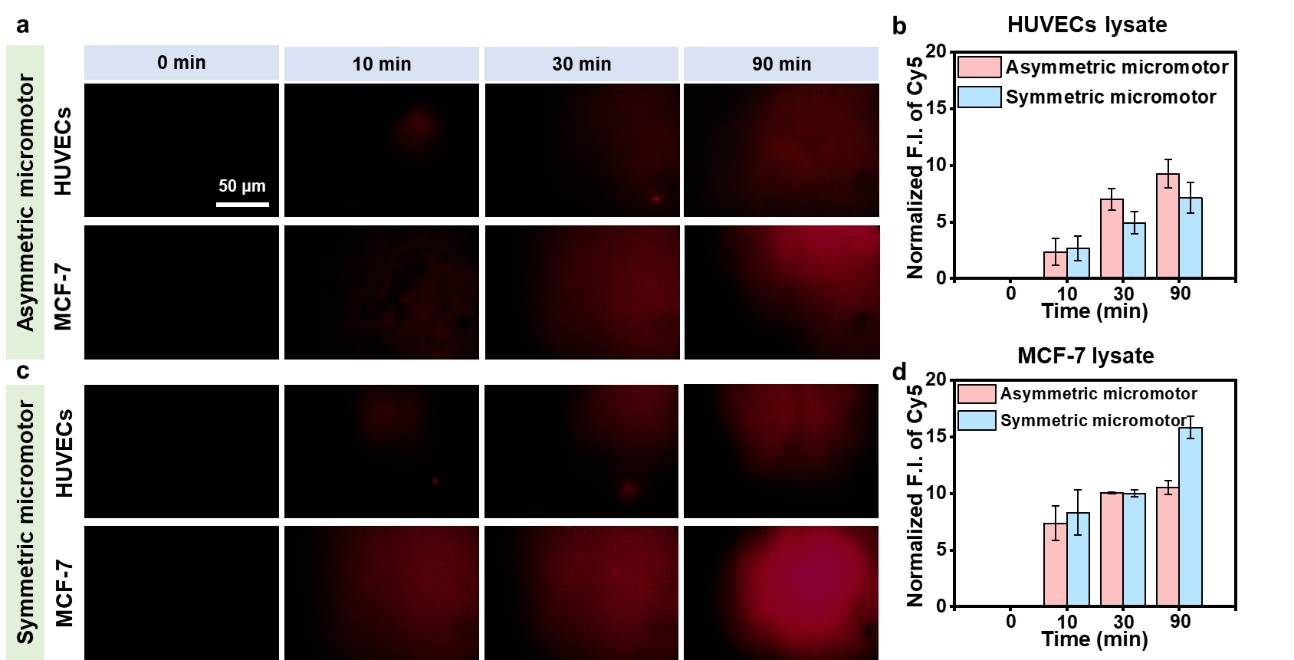 a
Asymmetric micromotor
0 min
10 min
30 min
90 min
HUVECs
50 μm
MCF-7
b
HUVECs lysate
Normalized F.I. of Cy5
20
15
10
5
0
Asymmetric micromotor
Symmetric micromotor
0
10
30
90
Time (min)
c
Symmetric micromotor
HUVECs
MCF-7
d
MCF-7 lysate
Normalized F.I. of Cy5
20
15
10
5
0
Asymmetric micromotor
Symmetric micromotor
0
10
30
90
Time (min)